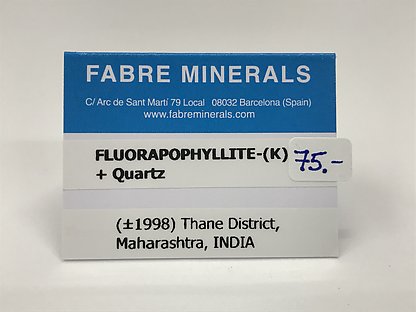 FABRE MINERALS
C/ Arc de Sant Martí 79 Local 08032 Barcelona (Spain)
www.fabreminerals.com
FLUORAPOPHYLLITE-(K) 75.-
+ Quartz
(±1998) Thane District,
Maharashtra, INDIA